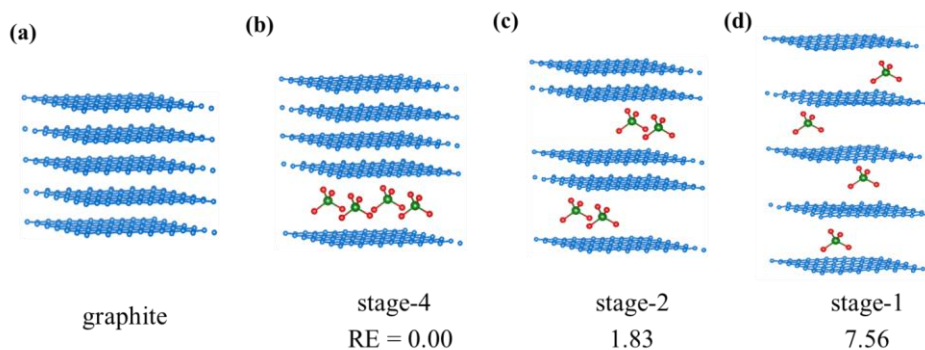 (a)
(b)
(c)
(d)
graphite
stage-4
stage-2
stage-1
RE = 0.00
1.83
7.56